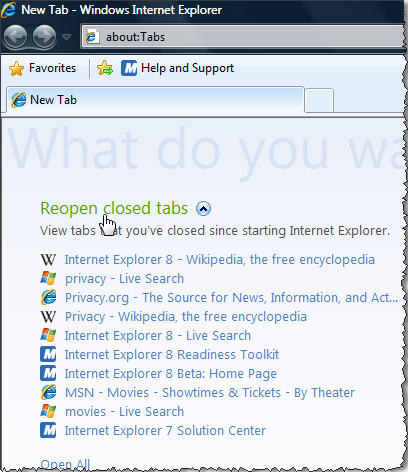 New Tab - Windows Internet Explorer
about:Tabs
Favorites
Help and Support
New Tab
What do you
Reopen closed tabs
View tabs you've closed since starting Internet Explorer.
W Internet Explorer 8 - Wikipedia, the free encyclopedia
privacy - Live Search
Privacy.org - The Source for News, Information, and Act...
W Privacy - Wikipedia, the free encyclopedia
Internet Explorer 8 - Live Search
M Internet Explorer 8 Readiness Toolkit
M Internet Explorer 8 Beta: Home Page
MSN - Movies - Showtimes & Tickets - By Theater
movies - Live Search
M Internet Explorer 7 Solution Center
Open All